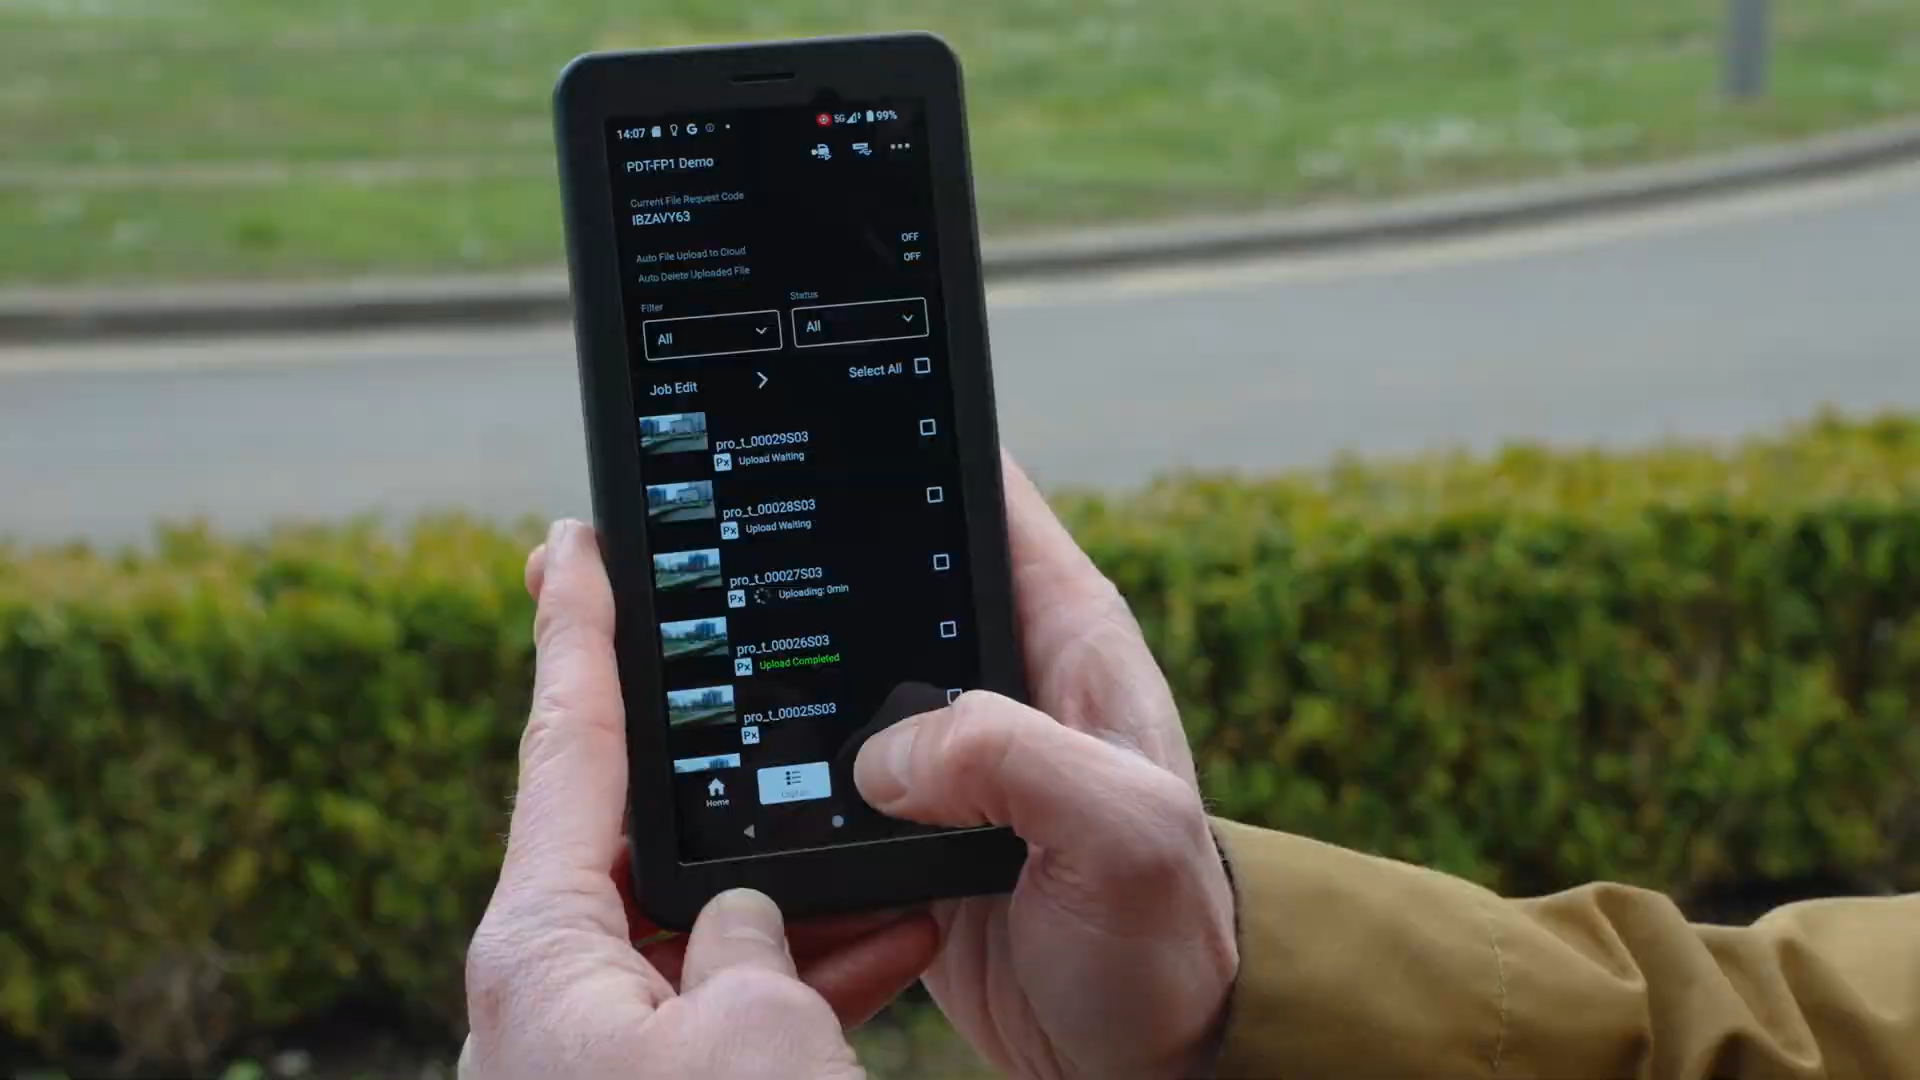 14:07 5G 99%
PDT-FP1 Demo
Current File Request Code
IBZAVY63
Auto File Upload to Cloud OFF
Auto Delete Uploaded File OFF
Filter Status
All All
Job Edit Select All
pro_t_00029S03
Px Upload Waiting
pro_t_00028S03
Px Upload Waiting
pro_t_00027S03
Px Uploading: 0min
pro_t_00026S03
Px Upload Completed
pro_t_00025S03
Px
Home